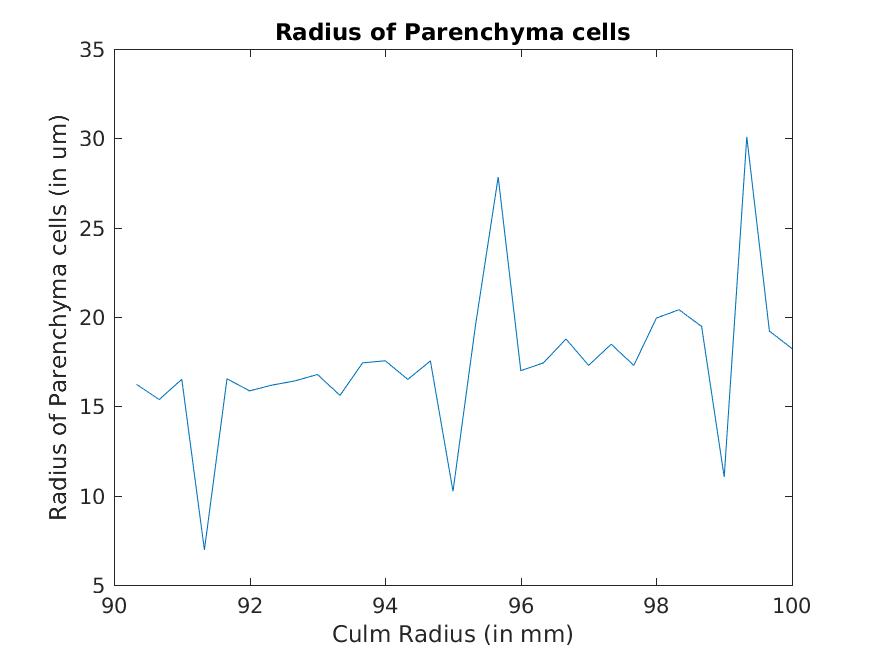 Radius of Parenchyma cells
35
30
25
20
15
10
5
Radius of Parenchyma cells (in um)
90 92 94 96 98 100
Culm Radius (in mm)